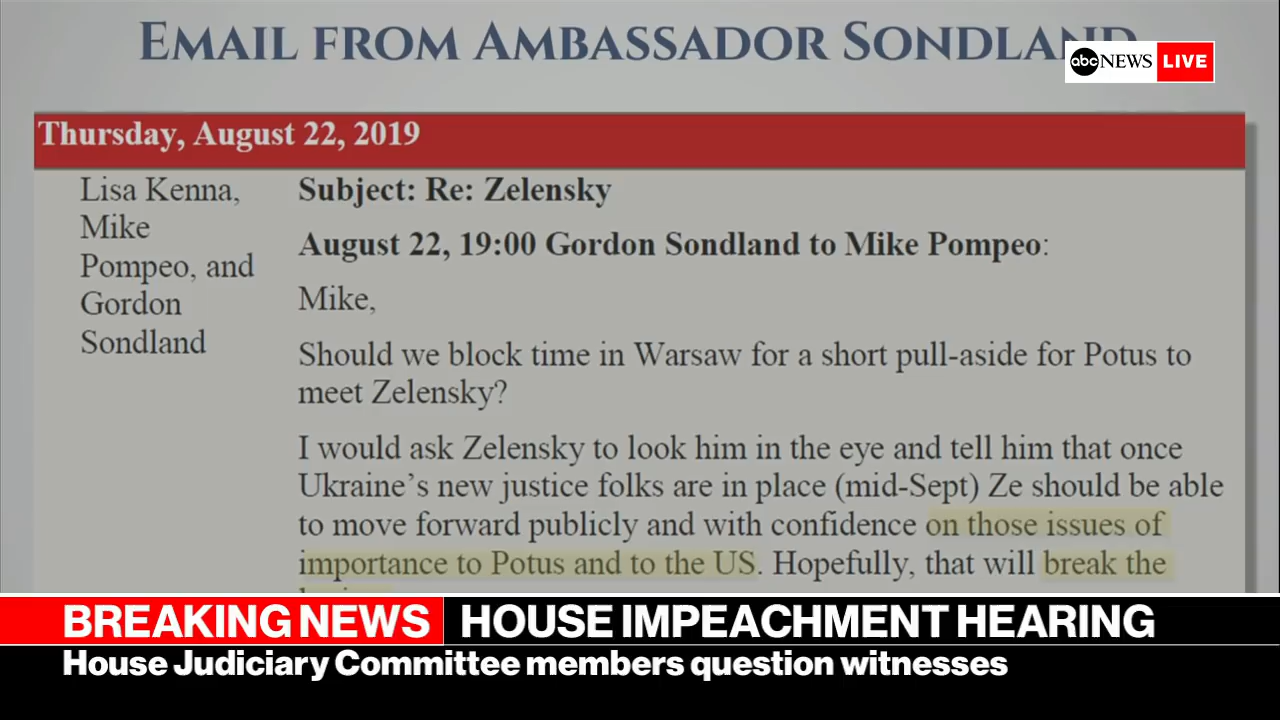 EMAIL FROM AMBASSADOR SONDLAND
abc NEWS LIVE
Thursday, August 22, 2019
Lisa Kenna,
Mike
Pompeo, and
Gordon
Sondland
Subject: Re: Zelensky
August 22, 19:00 Gordon Sondland to Mike Pompeo:
Mike,
Should we block time in Warsaw for a short pull-aside for Potus to
meet Zelensky?
I would ask Zelensky to look him in the eye and tell him that once
Ukraine’s new justice folks are in place (mid-Sept) Ze should be able
to move forward publicly and with confidence on those issues of
importance to Potus and to the US. Hopefully, that will break the
BREAKING NEWS HOUSE IMPEACHMENT HEARING
House Judiciary Committee members question witnesses